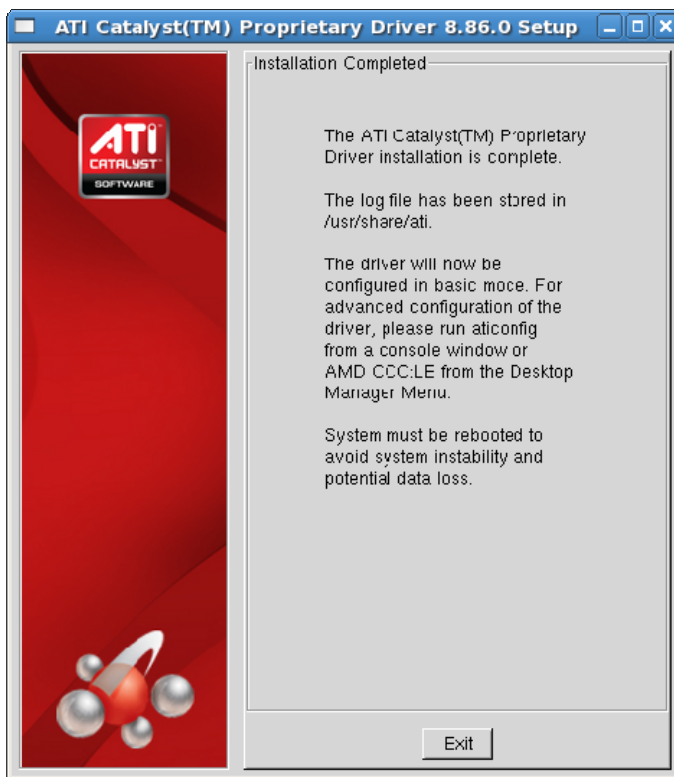 ATI Catalyst(TM) Proprietary Driver 8.86.0 Setup
ATI
CATALYST™
SOFTWARE
Installation Completed
The ATI Catalyst(TM) Proprietary
Driver installation is complete.
The log file has been stored in
/usr/share/ati.
The driver will now be
configured in basic mode. For
advanced configuration of the
driver, please run aticonfig
from a console window or
AMD CCC:LE from the Desktop
Manager Menu.
System must be rebooted to
avoid system instability and
potential data loss.
Exit